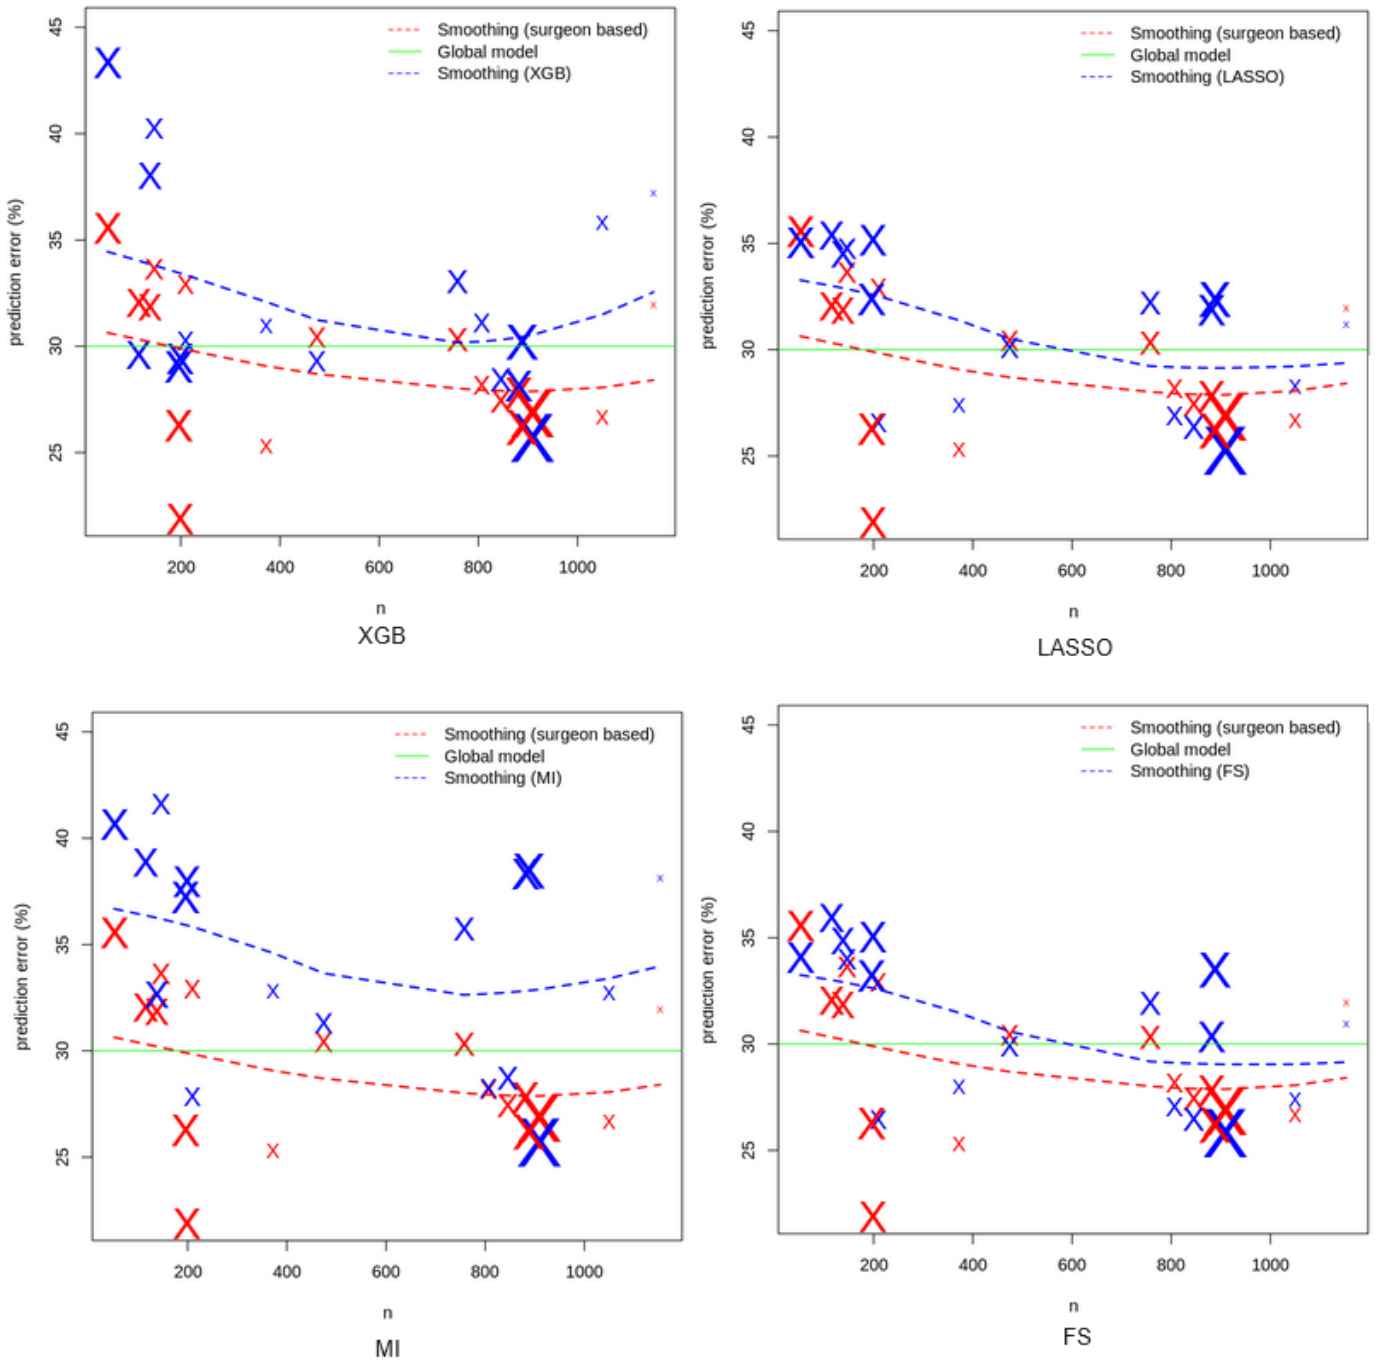 45
40
35
30
25
prediction error (%)
Smoothing (surgeon based)
Global model
Smoothing (XGB)
200 400 600 800 1000
n
XGB
45
40
35
30
25
prediction error (%)
Smoothing (surgeon based)
Global model
Smoothing (LASSO)
200 400 600 800 1000
n
LASSO
45
40
35
30
25
prediction error (%)
Smoothing (surgeon based)
Global model
Smoothing (MI)
200 400 600 800 1000
n
MI
45
40
35
30
25
prediction error (%)
Smoothing (surgeon based)
Global model
Smoothing (FS)
200 400 600 800 1000
n
FS